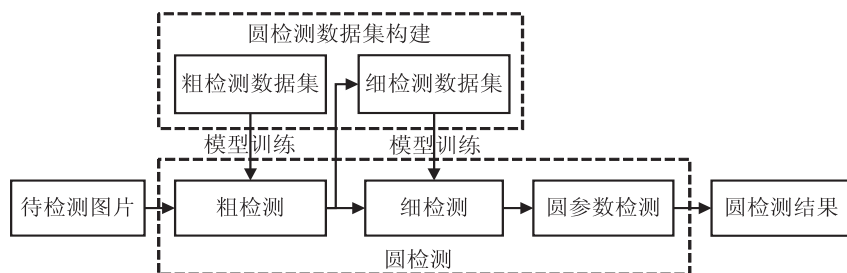 圆检测数据集构建
粗检测数据集
细检测数据集
模型训练
模型训练
待检测图片
粗检测
细检测
圆参数检测
圆检测结果
圆检测